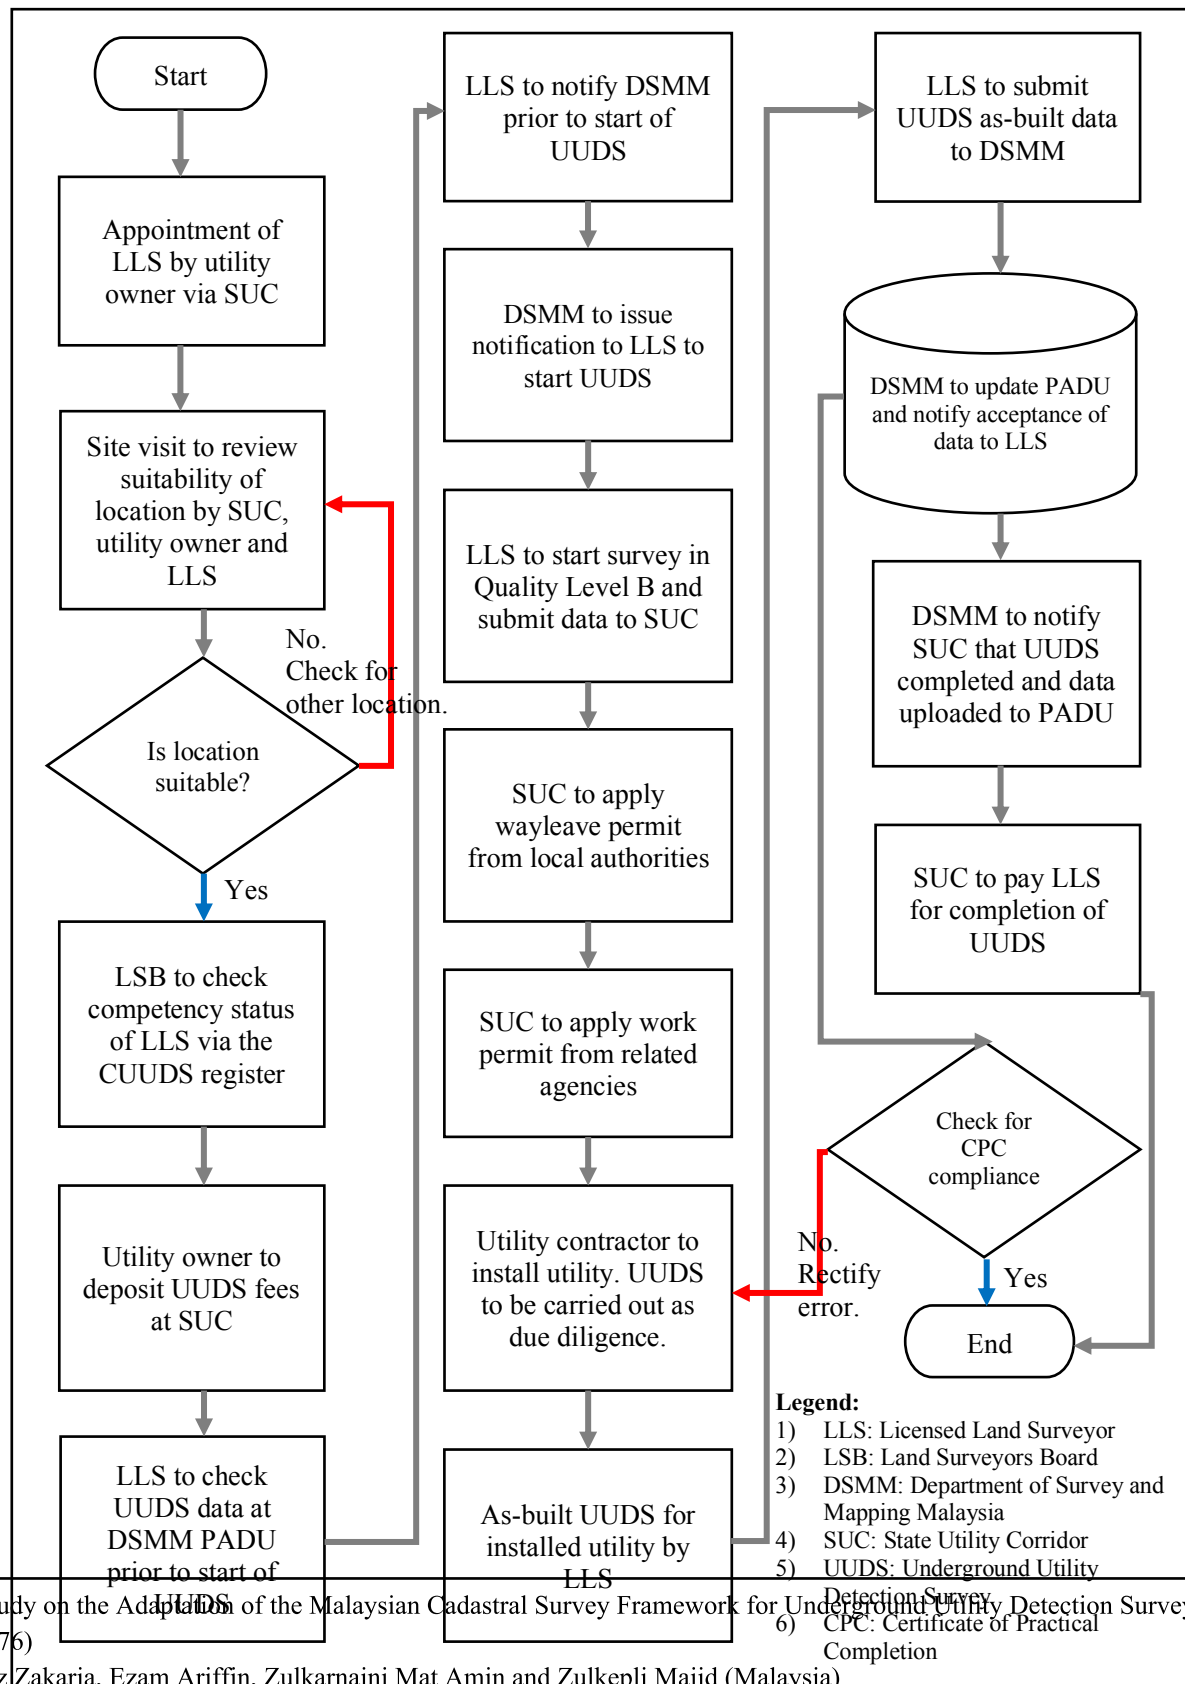 Start
Appointment of
LLS by utility
owner via SUC
Site visit to review
suitability of
location by SUC,
utility owner and
LLS
No.
Check for
other location.
Is location
suitable?
Yes
LSB to check
competency status
of LLS via the
CUUDS register
Utility owner to
deposit UUDS fees
at SUC
LLS to check
UUDS data at
DSMM PADU
prior to start of
UUDS
LLS to notify DSMM
prior to start of
UUDS
DSMM to issue
notification to LLS to
start UUDS
LLS to start survey in
Quality Level B and
submit data to SUC
SUC to apply
wayleave permit
from local authorities
SUC to apply work
permit from related
agencies
Utility contractor to
install utility. UUDS
to be carried out as
due diligence.
As-built UUDS for
installed utility by
LLS
LLS to submit
UUDS as-built data
to DSMM
DSMM to update PADU
and notify acceptance of
data to LLS
DSMM to notify
SUC that UUDS
completed and data
uploaded to PADU
SUC to pay LLS
for completion of
UUDS
Check for
CPC
compliance
No.
Rectify
error.
Yes
End
Legend:
1) LLS: Licensed Land Surveyor
2) LSB: Land Surveyors Board
3) DSMM: Department of Survey and
Mapping Malaysia
4) SUC: State Utility Corridor
5) UUDS: Underground Utility
Detection Survey
6) CPC: Certificate of Practical
Completion
udy on the Adaptation of the Malaysian Cadastral Survey Framework for Underground Utility Detection Survey
76)
z Zakaria, Ezam Ariffin, Zulkarnaini Mat Amin and Zulkepli Majid (Malaysia)